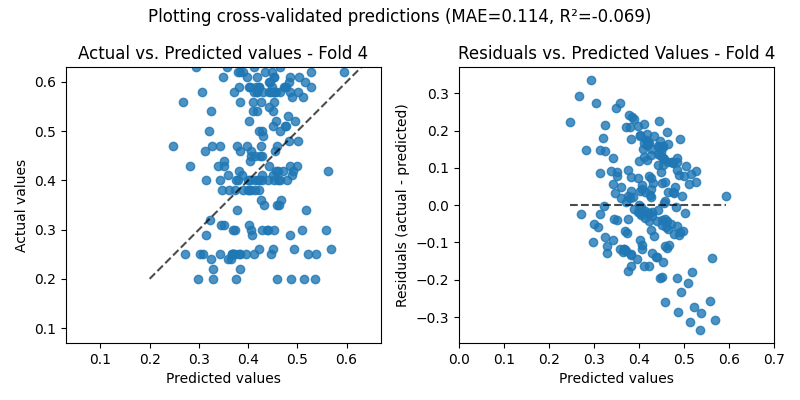 Plotting cross-validated predictions (MAE=0.114, R²=-0.069)
Actual vs. Predicted values - Fold 4
Actual values
0.6
0.5
0.4
0.3
0.2
0.1
0.1 0.2 0.3 0.4 0.5 0.6
Predicted values
Residuals vs. Predicted Values - Fold 4
Residuals (actual - predicted)
0.3
0.2
0.1
0.0
−0.1
−0.2
−0.3
0.0 0.1 0.2 0.3 0.4 0.5 0.6 0.7
Predicted values